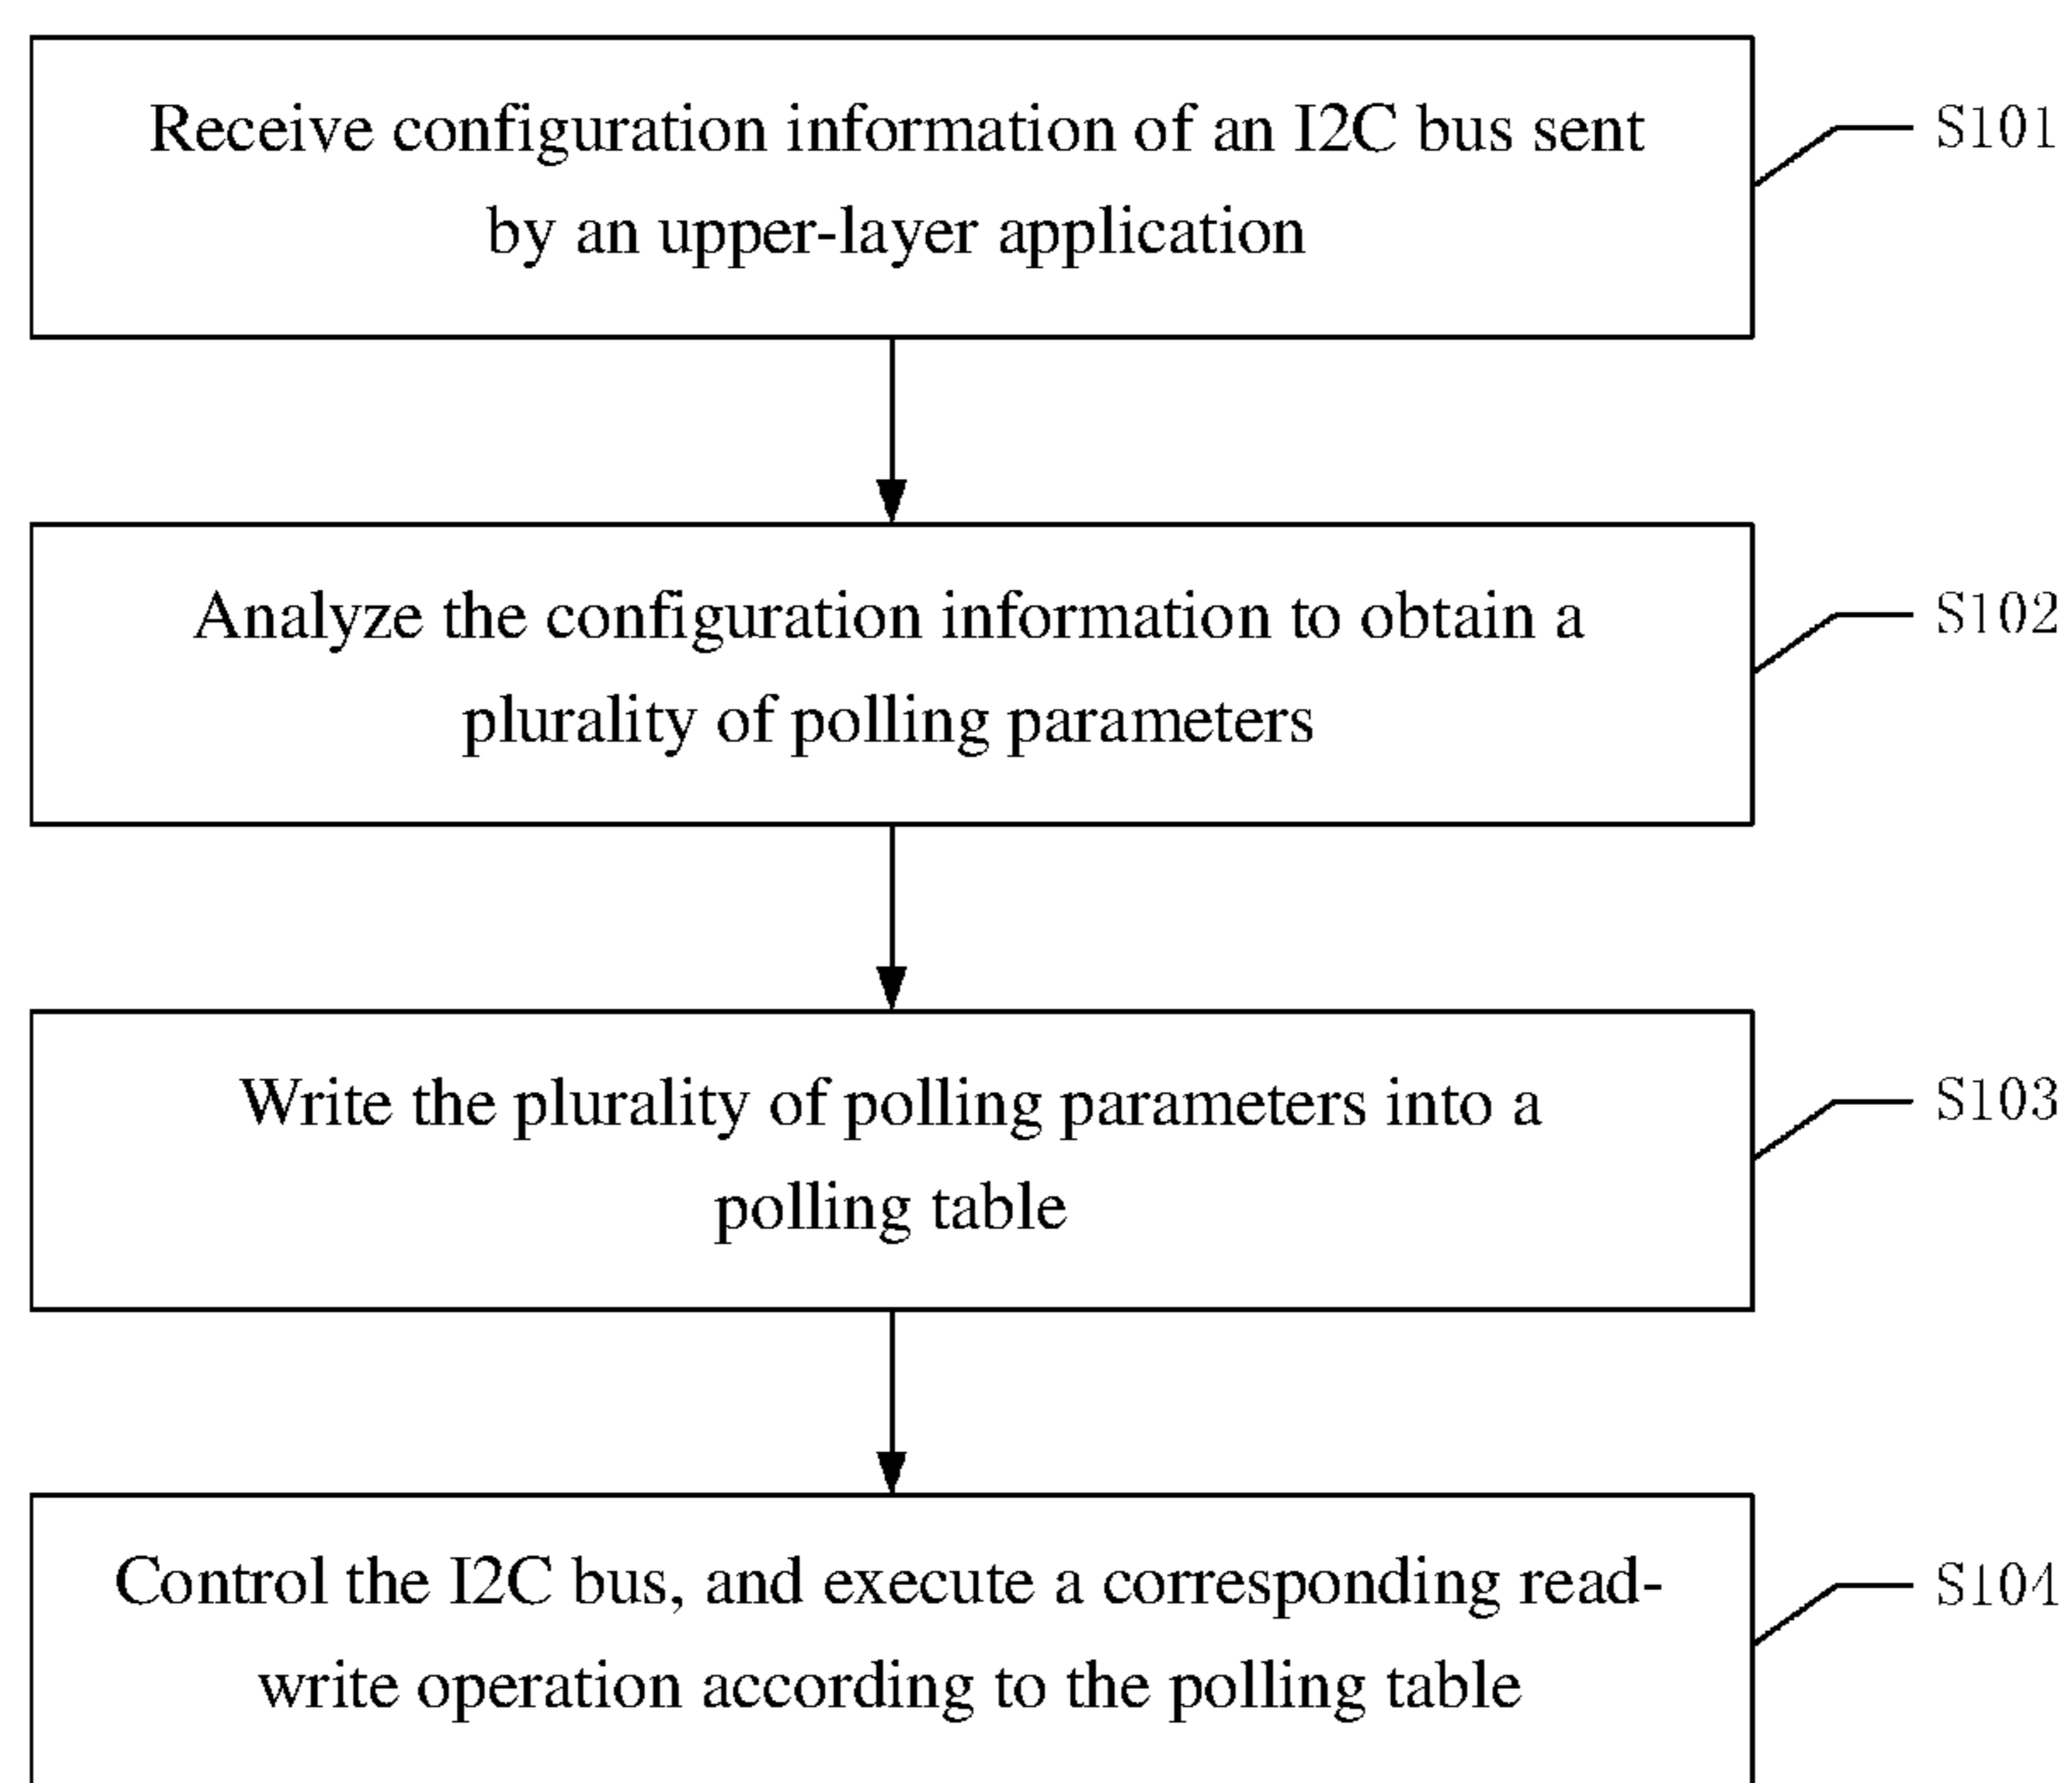 Receive configuration information of an I2C bus sent
by an upper-layer application
S101
Analyze the configuration information to obtain a
plurality of polling parameters
S102
Write the plurality of polling parameters into a
polling table
S103
Control the I2C bus, and execute a corresponding read-
write operation according to the polling table
S104